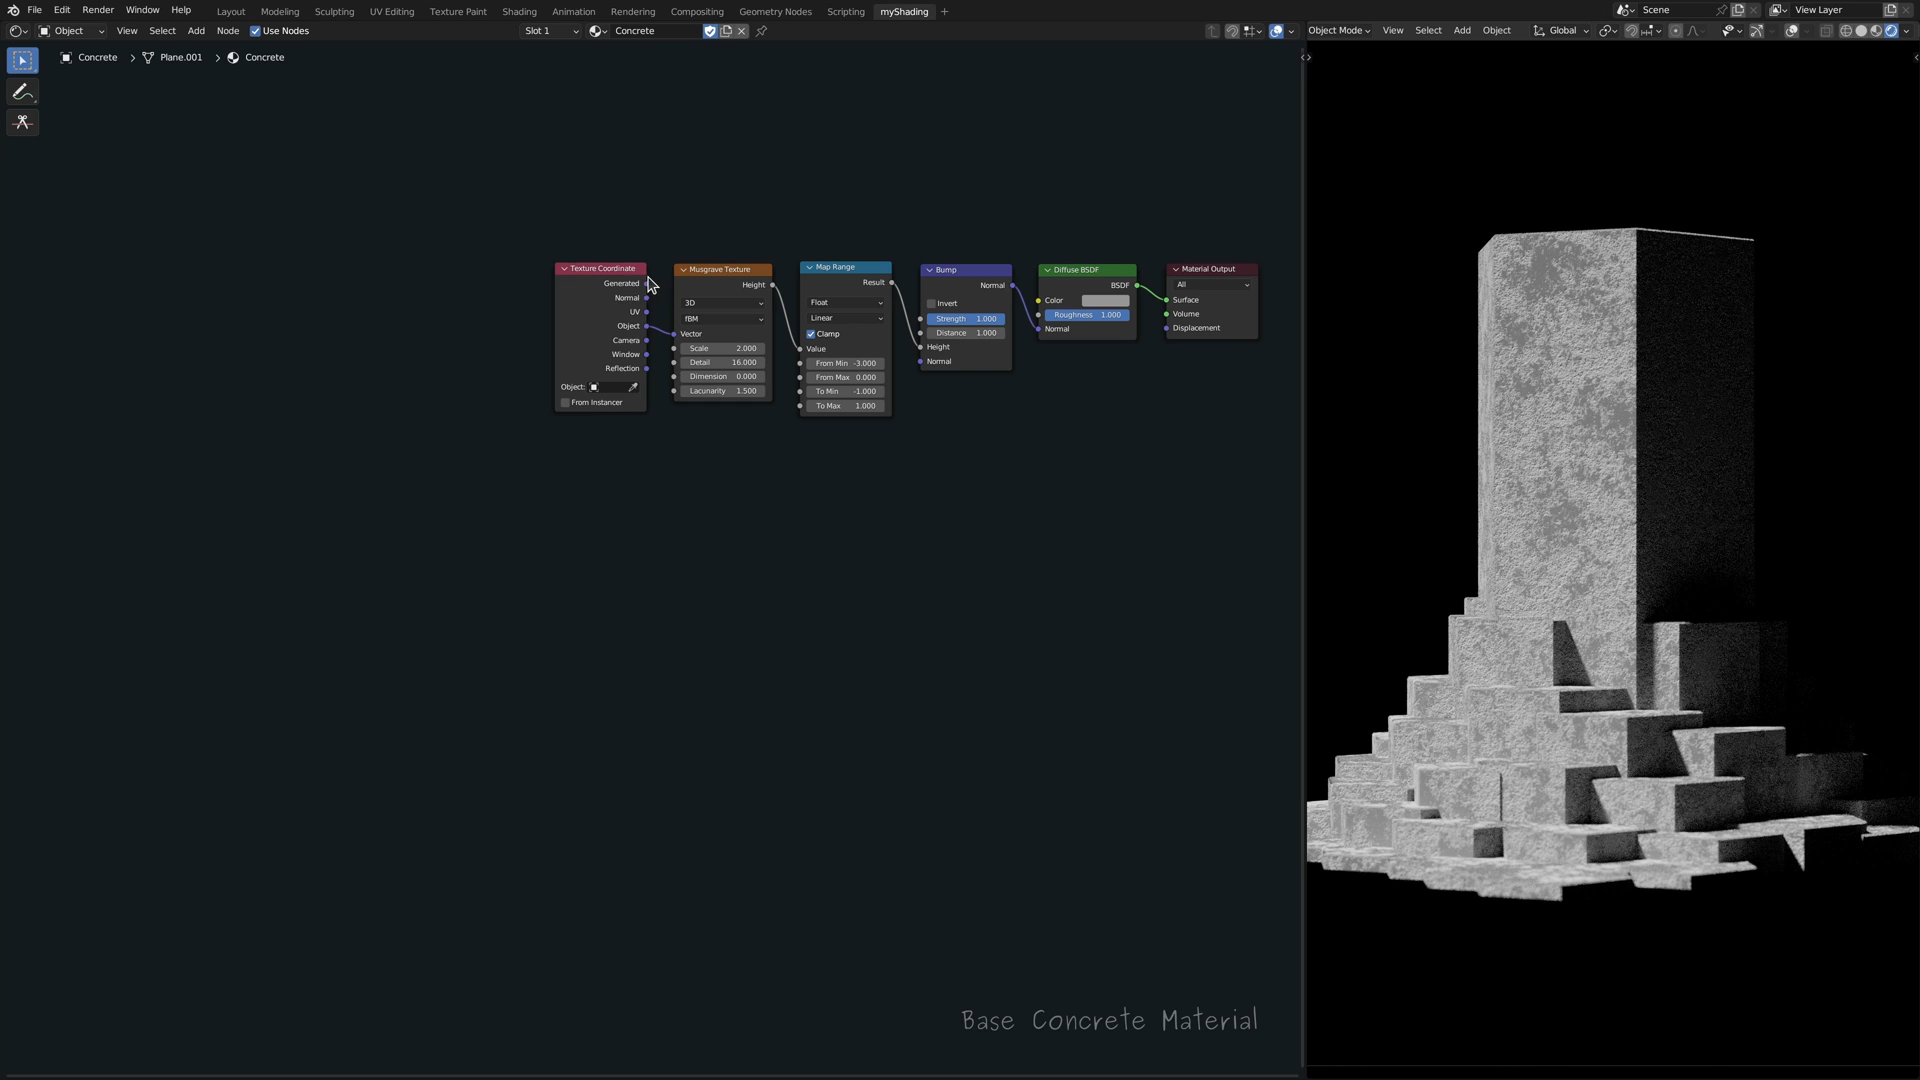 File Edit Render Window Help Layout Modeling Sculpting UV Editing Texture Paint Shading Animation Rendering Compositing Geometry Nodes Scripting myShading + Scene View Layer
Object View Select Add Node Use Nodes Slot 1 Concrete Object Mode View Select Add Object Global
Concrete > Plane.001 > Concrete
Texture Coordinate
Generated
Normal
UV
Object
Camera
Window
Reflection
Object:
From Instancer
Musgrave Texture
Height
3D
fBM
Vector
Scale 2.000
Detail 16.000
Dimension 0.000
Lacunarity 1.500
Map Range
Result
Float
Linear
Clamp
Value
From Min -3.000
From Max 0.000
To Min -1.000
To Max 1.000
Bump
Normal
Invert
Strength 1.000
Distance 1.000
Height
Normal
Diffuse BSDF
BSDF
Color
Roughness 1.000
Normal
Material Output
All
Surface
Volume
Displacement
Base Concrete Material